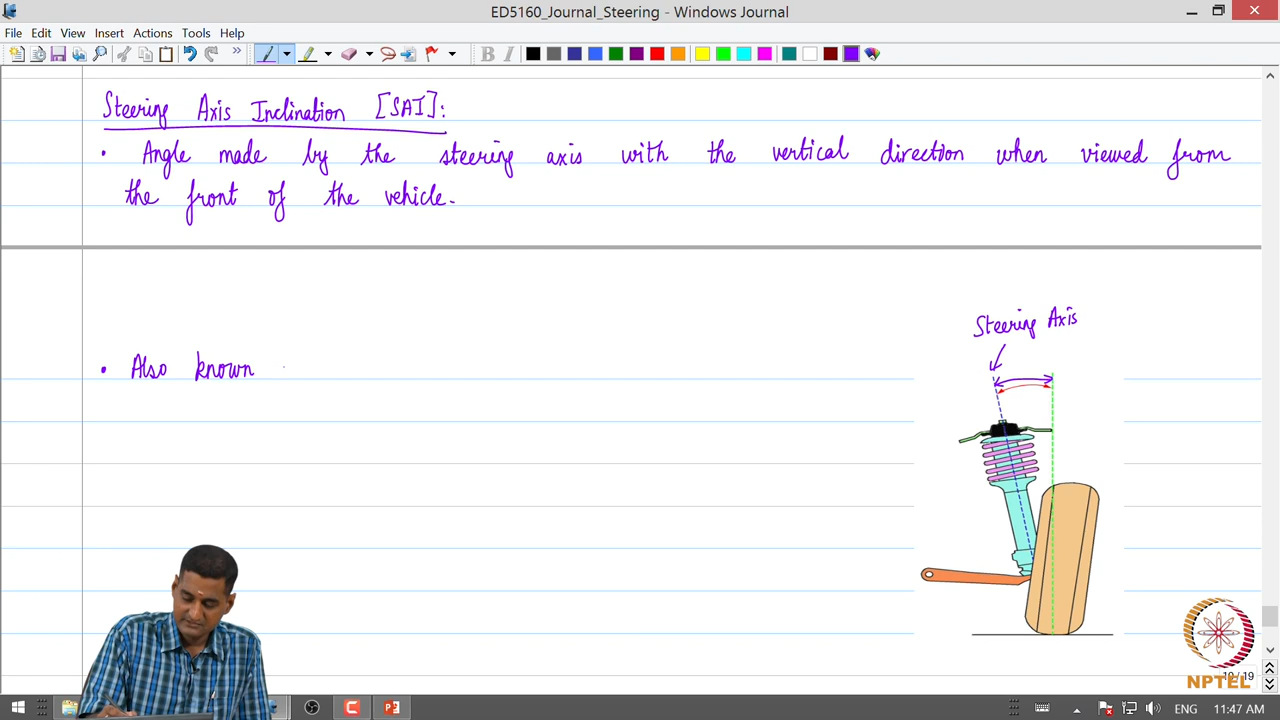 ED5160_Journal_Steering - Windows Journal
File Edit View Insert Actions Tools Help
Steering Axis Inclination [SAI]:
• Angle made by the steering axis with the vertical direction when viewed from
the front of the vehicle.
Steering Axis
• Also known
NPTEL
19 / 19
ENG 11:47 AM